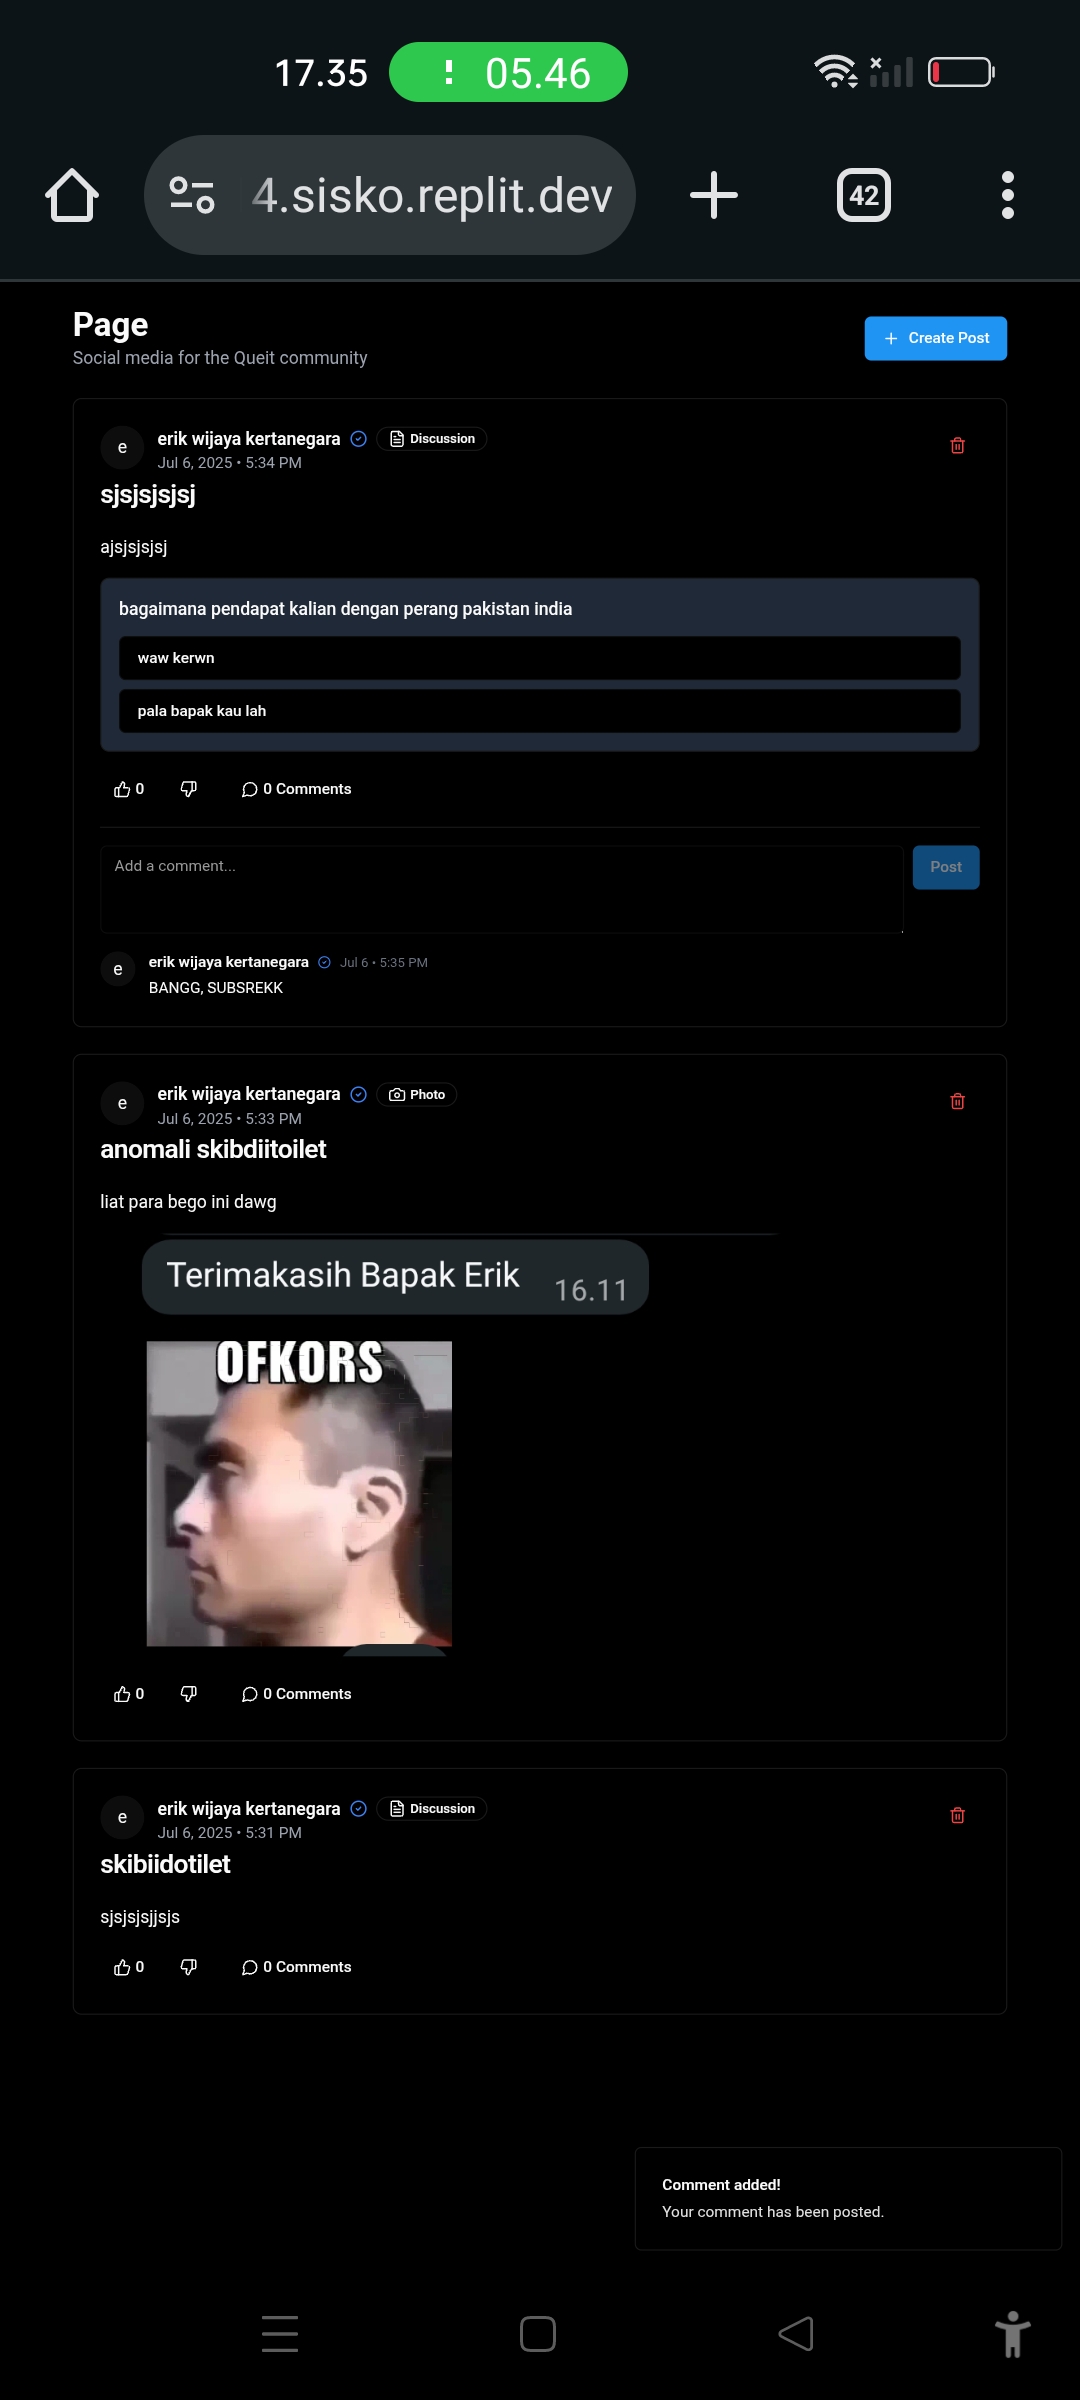 17.35
05.46
4.sisko.replit.dev
42
Page
Social media for the Queit community
Create Post
e
erik wijaya kertanegara
Discussion
Jul 6, 2025 • 5:34 PM
sjsjsjsjsj
ajsjsjsjsj
bagaimana pendapat kalian dengan perang pakistan india
waw kerwn
pala bapak kau lah
0
0 Comments
Add a comment...
Post
e
erik wijaya kertanegara
Jul 6 • 5:35 PM
BANGG, SUBSREKK
e
erik wijaya kertanegara
Photo
Jul 6, 2025 • 5:33 PM
anomali skibdiitoilet
liat para bego ini dawg
Terimakasih Bapak Erik 16.11
OFKORS
0
0 Comments
e
erik wijaya kertanegara
Discussion
Jul 6, 2025 • 5:31 PM
skibiidotilet
sjsjsjsjjsjs
0
0 Comments
Comment added!
Your comment has been posted.